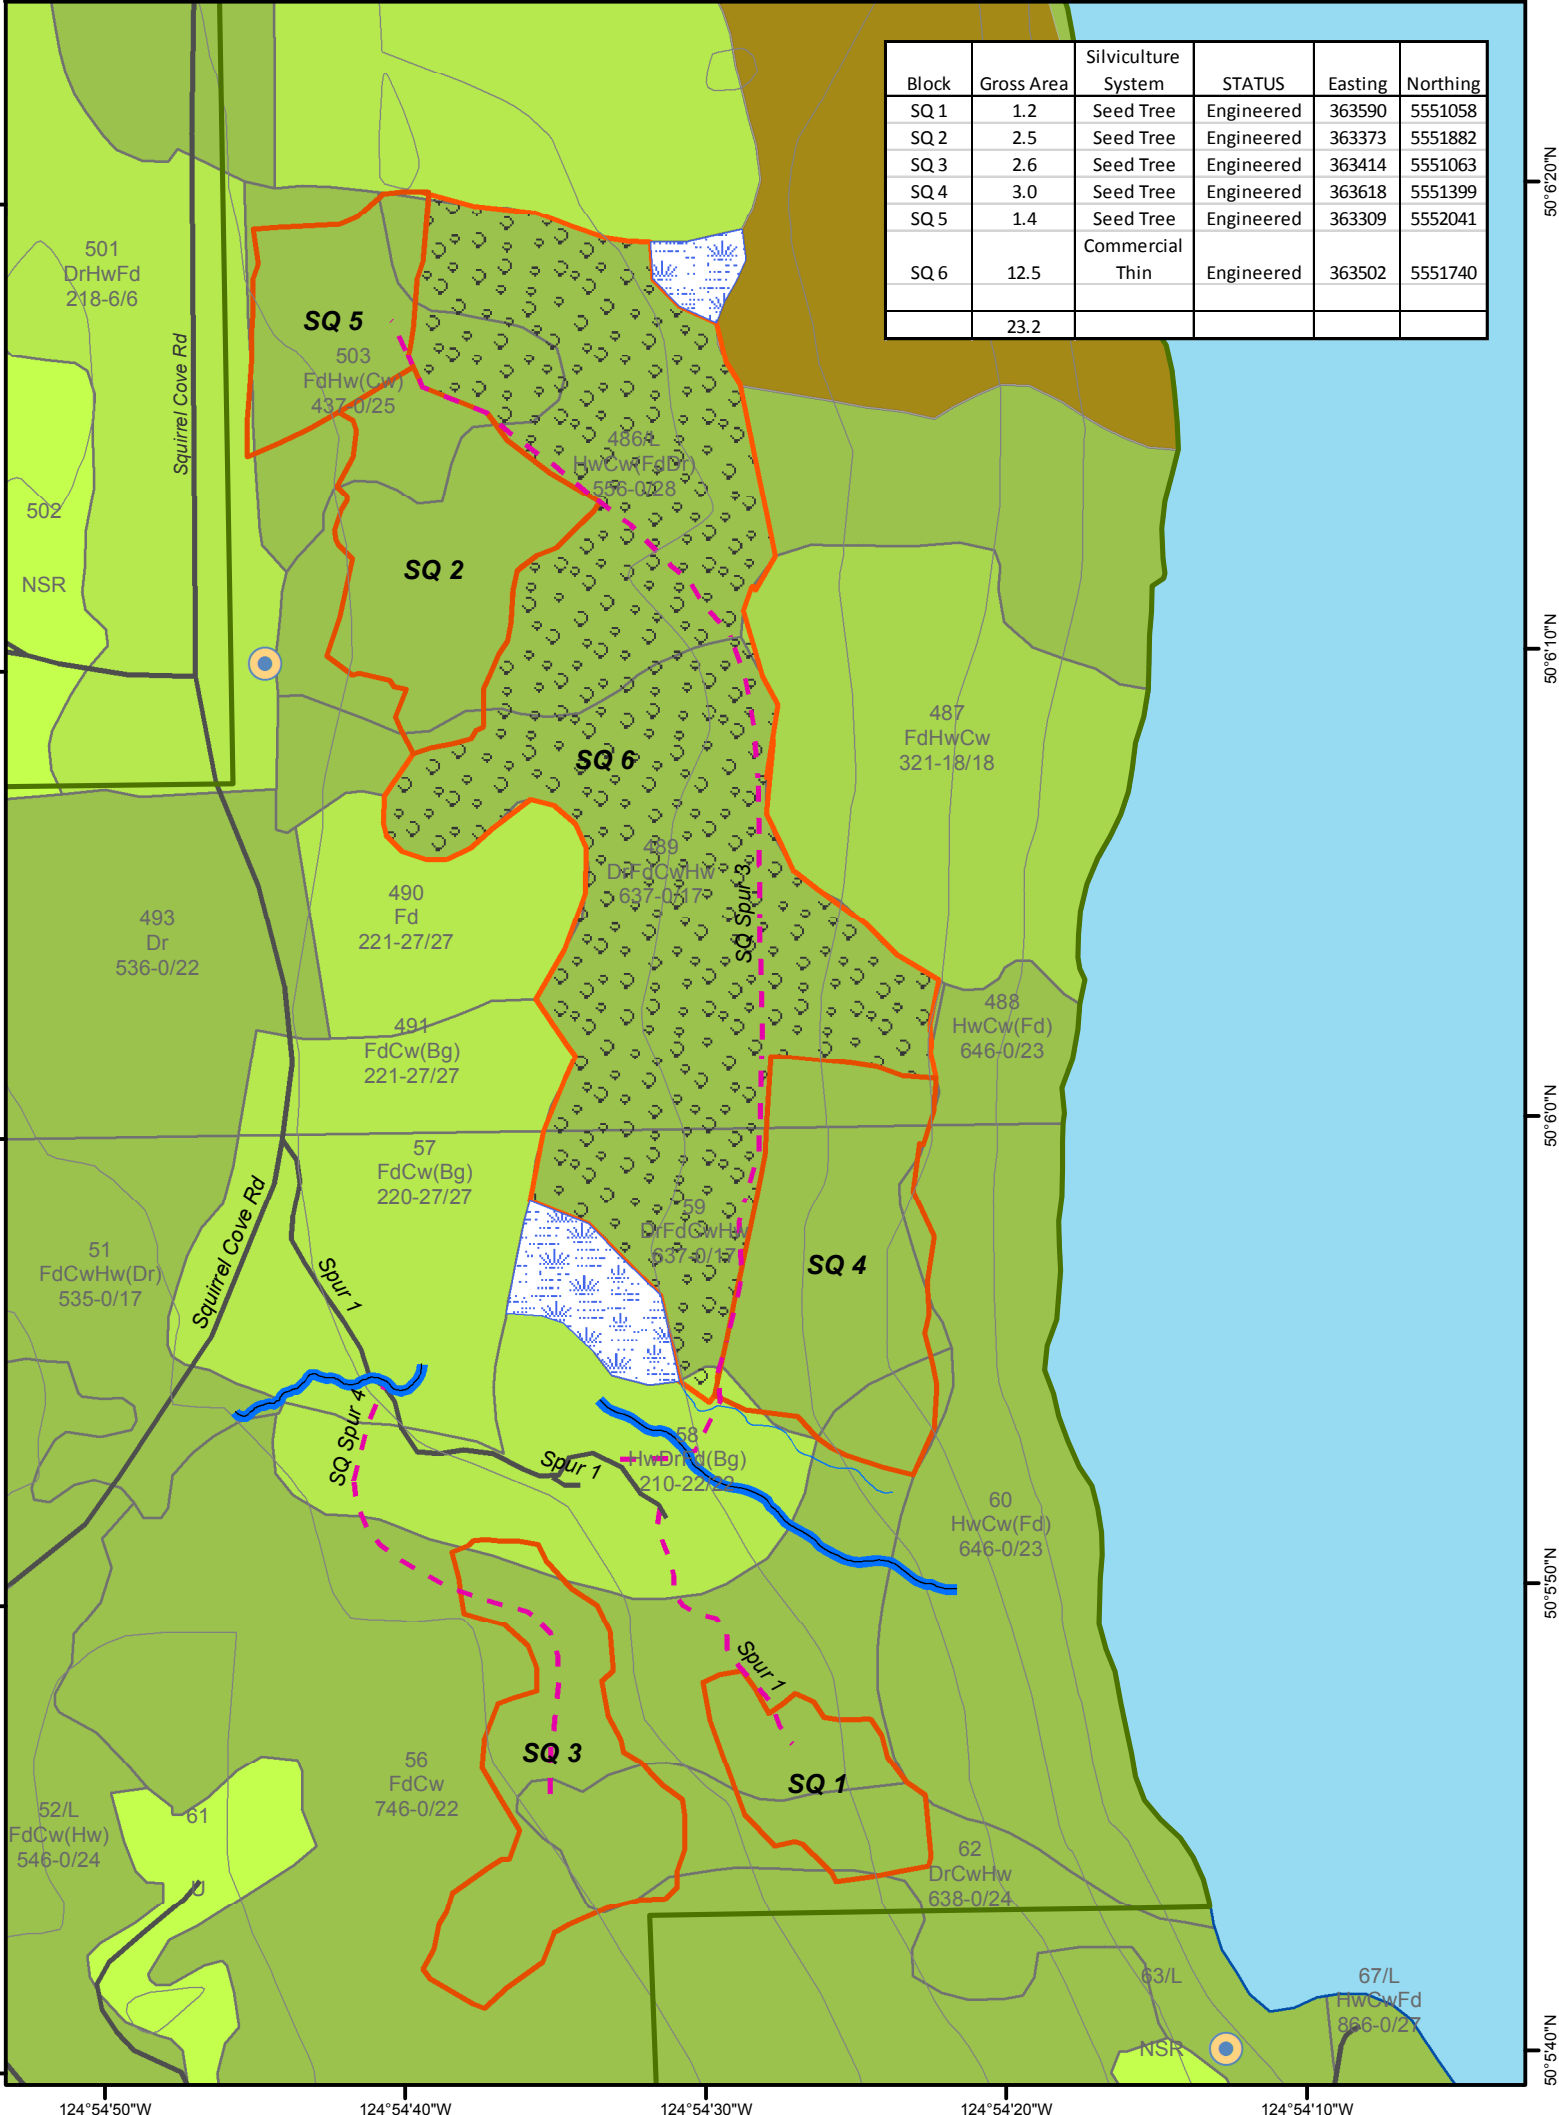 Block Gross Area Silviculture System STATUS Easting Northing
SQ 1 1.2 Seed Tree Engineered 363590 5551058
SQ 2 2.5 Seed Tree Engineered 363373 5551882
SQ 3 2.6 Seed Tree Engineered 363414 5551063
SQ 4 3.0 Seed Tree Engineered 363618 5551399
SQ 5 1.4 Seed Tree Engineered 363309 5552041
SQ 6 12.5 Commercial Thin Engineered 363502 5551740
23.2
501
DrHwFd
218-6/6
Squirrel Cove Rd
SQ 5
503
FdHw(Cw)
437-0/25
486/L
HwCw(FdDr)
556-0/28
502
NSR
SQ 2
SQ 6
487
FdHwCw
321-18/18
489
DrFdCwHw
637-0/17
SQ Spur 3
490
Fd
221-27/27
493
Dr
536-0/22
491
FdCw(Bg)
221-27/27
488
HwCw(Fd)
646-0/23
57
FdCw(Bg)
220-27/27
59
DrFdCwHw
637-0/17
SQ 4
51
FdCwHw(Dr)
535-0/17
Squirrel Cove Rd
Spur 1
SQ Spur 4
58
HwDrFd(Bg)
210-22/22
Spur 1
60
HwCw(Fd)
646-0/23
Spur 1
SQ 3
SQ 1
56
FdCw
746-0/22
52/L
FdCw(Hw)
546-0/24
61
U
62
DrCwHw
638-0/24
63/L
NSR
67/L
HwCwFd
866-0/27
50°6'20"N
50°6'10"N
50°6'0"N
50°5'50"N
50°5'40"N
124°54'50"W
124°54'40"W
124°54'30"W
124°54'20"W
124°54'10"W